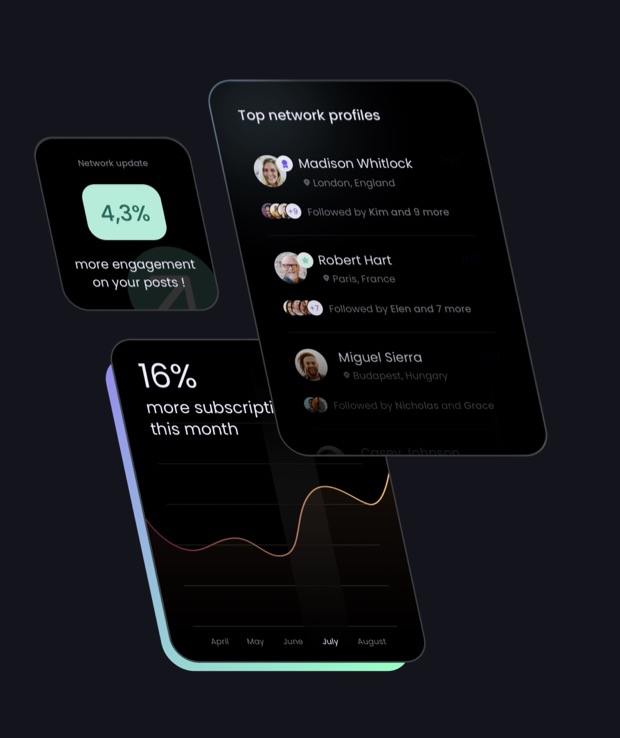 Top network profiles
Madison Whitlock
London, England
+9
Followed by Kim and 9 more
Robert Hart
Paris, France
+7
Followed by Elen and 7 more
Miguel Sierra
Budapest, Hungary
Followed by Nicholas and Grace
Casey Johnson
Network update
4,3%
more engagement
on your posts !
16%
more subscripti
this month
April May June July August